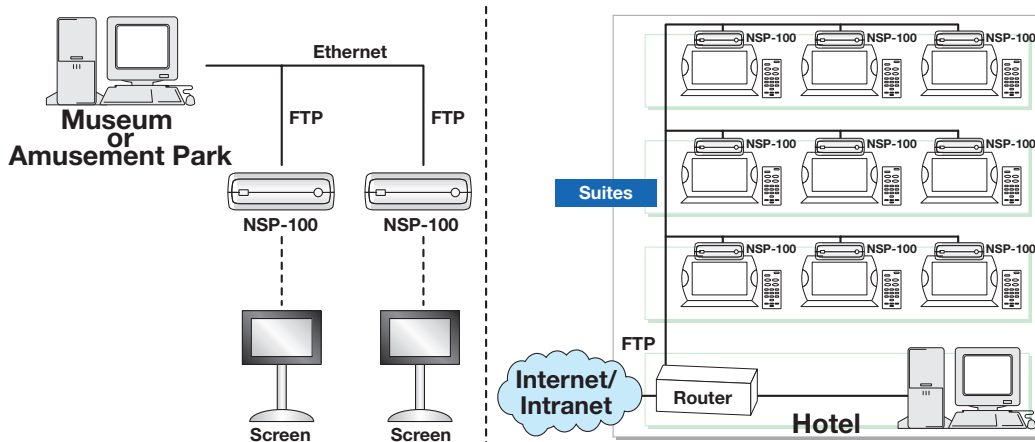 Ethernet
FTP
FTP
Museum
or
Amusement Park
NSP-100
NSP-100
Screen
Screen
NSP-100
NSP-100
NSP-100
NSP-100
NSP-100
NSP-100
Suites
NSP-100
NSP-100
NSP-100
FTP
Internet/
Intranet
Router
Hotel